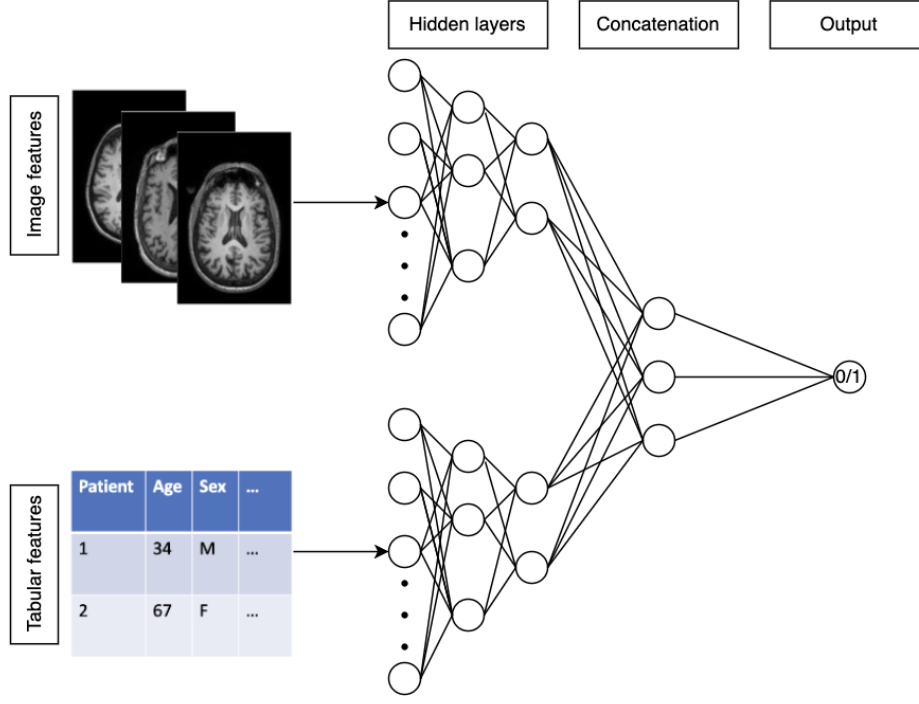 Hidden layers
Concatenation
Output
Image features
0/1
Tabular features
Patient Age Sex ...
1 34 M ...
2 67 F ...